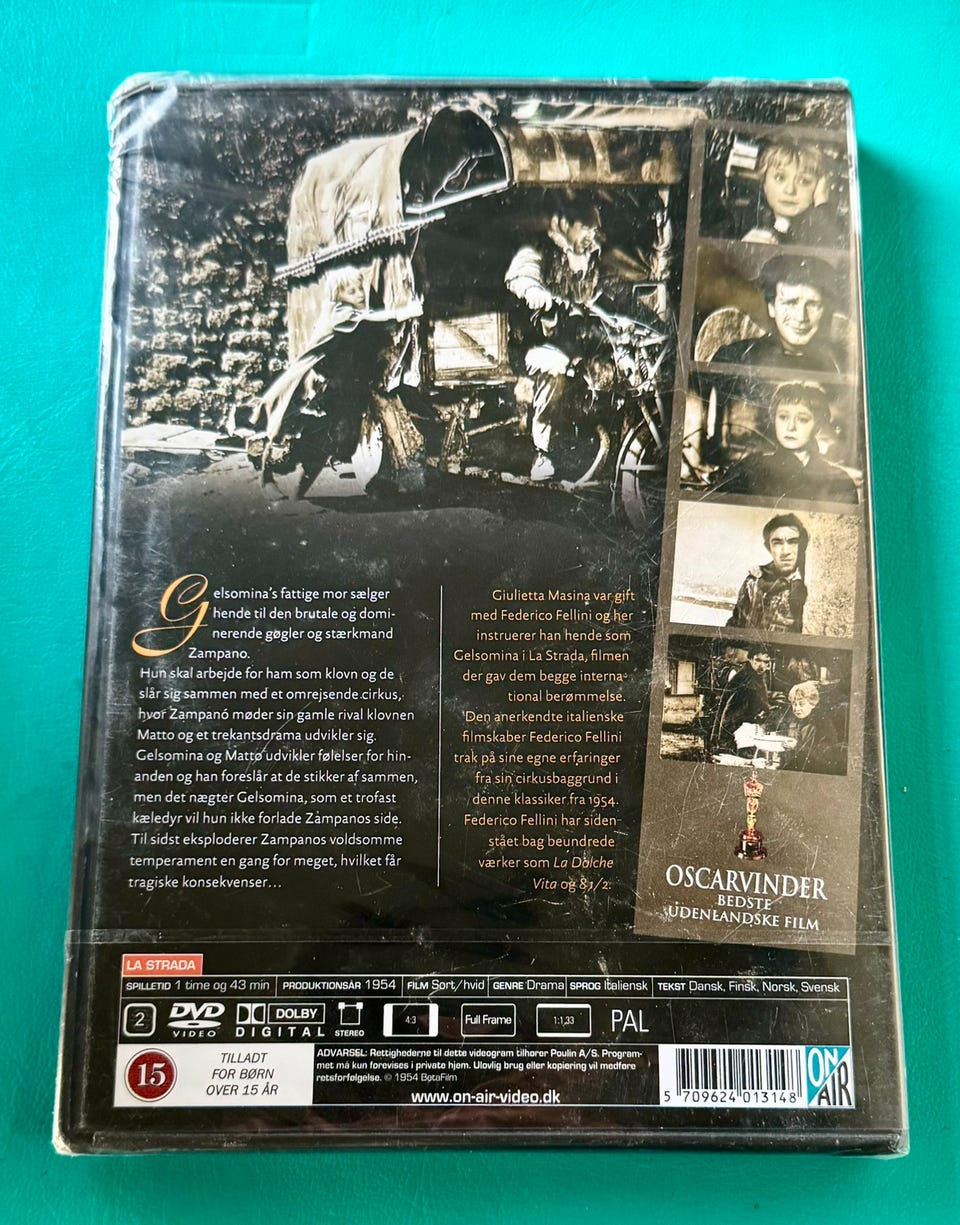 Gelsomina's fattige mor sælger
hende til den brutale og domi-
nerende gøgler og stærkmand
Zampano.
Hun skal arbejde for ham som klovn og de
slår sig sammen med et omrejsende cirkus,
hvor Zampano møder sin gamle rival klovnen
Matto og et trekantsdrama udvikler sig.
Gelsomina og Matto udvikler følelser for hin-
anden og han foreslår at de stikker af sammen,
men det nægter Gelsomina, som et trofast
kæledyr vil hun ikke forlade Zampanos side.
Til sidst eksploderer Zampanos voldsomme
temperament en gang for meget, hvilket får
tragiske konsekvenser...
Giulietta Masina var gift
med Federico Fellini og her
instruerer han hende som
Gelsomina i La Strada, filmen
der gav dem begge interna-
tional berømmelse.
Den anerkendte italienske
filmskaber Federico Fellini
trak på sine egne erfaringer
fra sin cirkusbaggrund i
denne klassiker fra 1954.
Federico Fellini har siden
stået bag beundrede
værker som La Dolche
Vita og 8 1/2.
OSCARVINDER
BEDSTE
UDENLANDSKE FILM
LA STRADA
SPILLETID 1 time og 43 min PRODUKTIONSÅR 1954 FILM Sort/hvid GENRE Drama SPROG Italiensk TEKST Dansk, Finsk, Norsk, Svensk
2 DVD VIDEO DOLBY DIGITAL STEREO 4:3 Full Frame 1:1,33 PAL
15
TILLADT
FOR BØRN
OVER 15 ÅR
ADVARSEL: Rettighederne til dette videogram tilhører Poulin A/S. Program-
met må kun forevises i private hjem. Ulovlig brug eller kopiering vil medføre
retsforfølgelse. © 1954 BetaFilm
www.on-air-video.dk
5 709624 013148
ON AIR